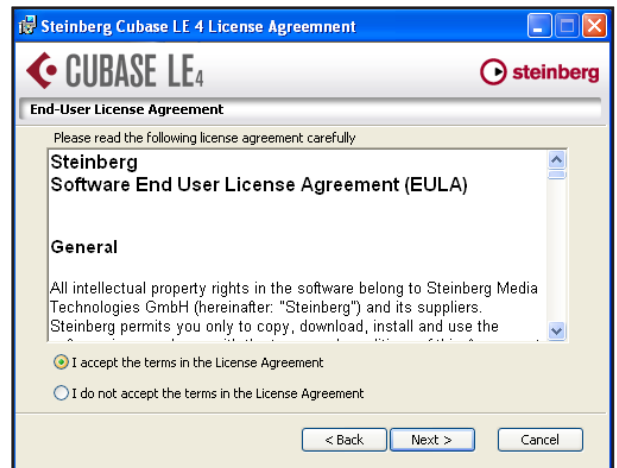 Steinberg Cubase LE 4 License Agreemnent
CUBASE LE4
steinberg
End-User License Agreement
Please read the following license agreement carefully
Steinberg
Software End User License Agreement (EULA)
General
All intellectual property rights in the software belong to Steinberg Media
Technologies GmbH (hereinafter: "Steinberg") and its suppliers.
Steinberg permits you only to copy, download, install and use the
I accept the terms in the License Agreement
I do not accept the terms in the License Agreement
< Back Next > Cancel